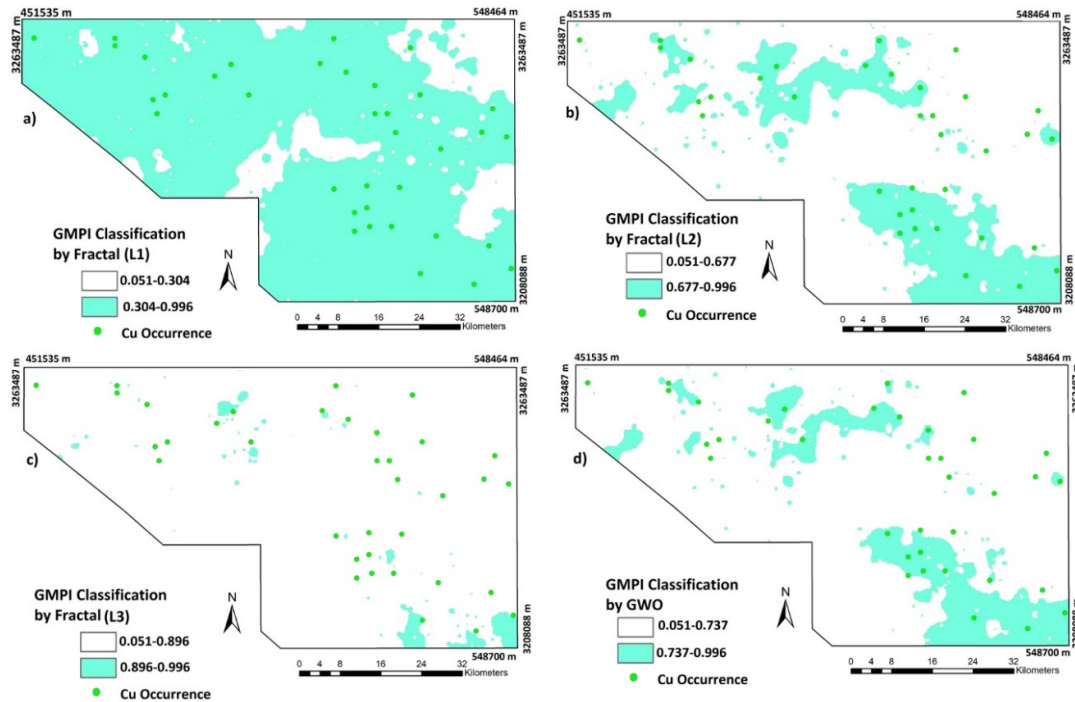 451535 m
548464 m
3263487 m
a)
GMPI Classification
by Fractal (L1)
0.051-0.304
0.304-0.996
Cu Occurrence
N
0 4 8 16 24 32
Kilometers
3208088 m
548700 m
451535 m
548464 m
3263487 m
3263487 m
b)
GMPI Classification
by Fractal (L2)
0.051-0.677
0.677-0.996
Cu Occurrence
N
0 4 8 16 24 32
Kilometers
3208088 m
548700 m
451535 m
548464 m
3263487 m
3263487 m
c)
GMPI Classification
by Fractal (L3)
0.051-0.896
0.896-0.996
Cu Occurrence
N
0 4 8 16 24 32
Kilometers
3208088 m
548700 m
451535 m
548464 m
3263487 m
3263487 m
d)
GMPI Classification
by GWO
0.051-0.737
0.737-0.996
Cu Occurrence
N
0 4 8 16 24 32
Kilometers
3208088 m
548700 m